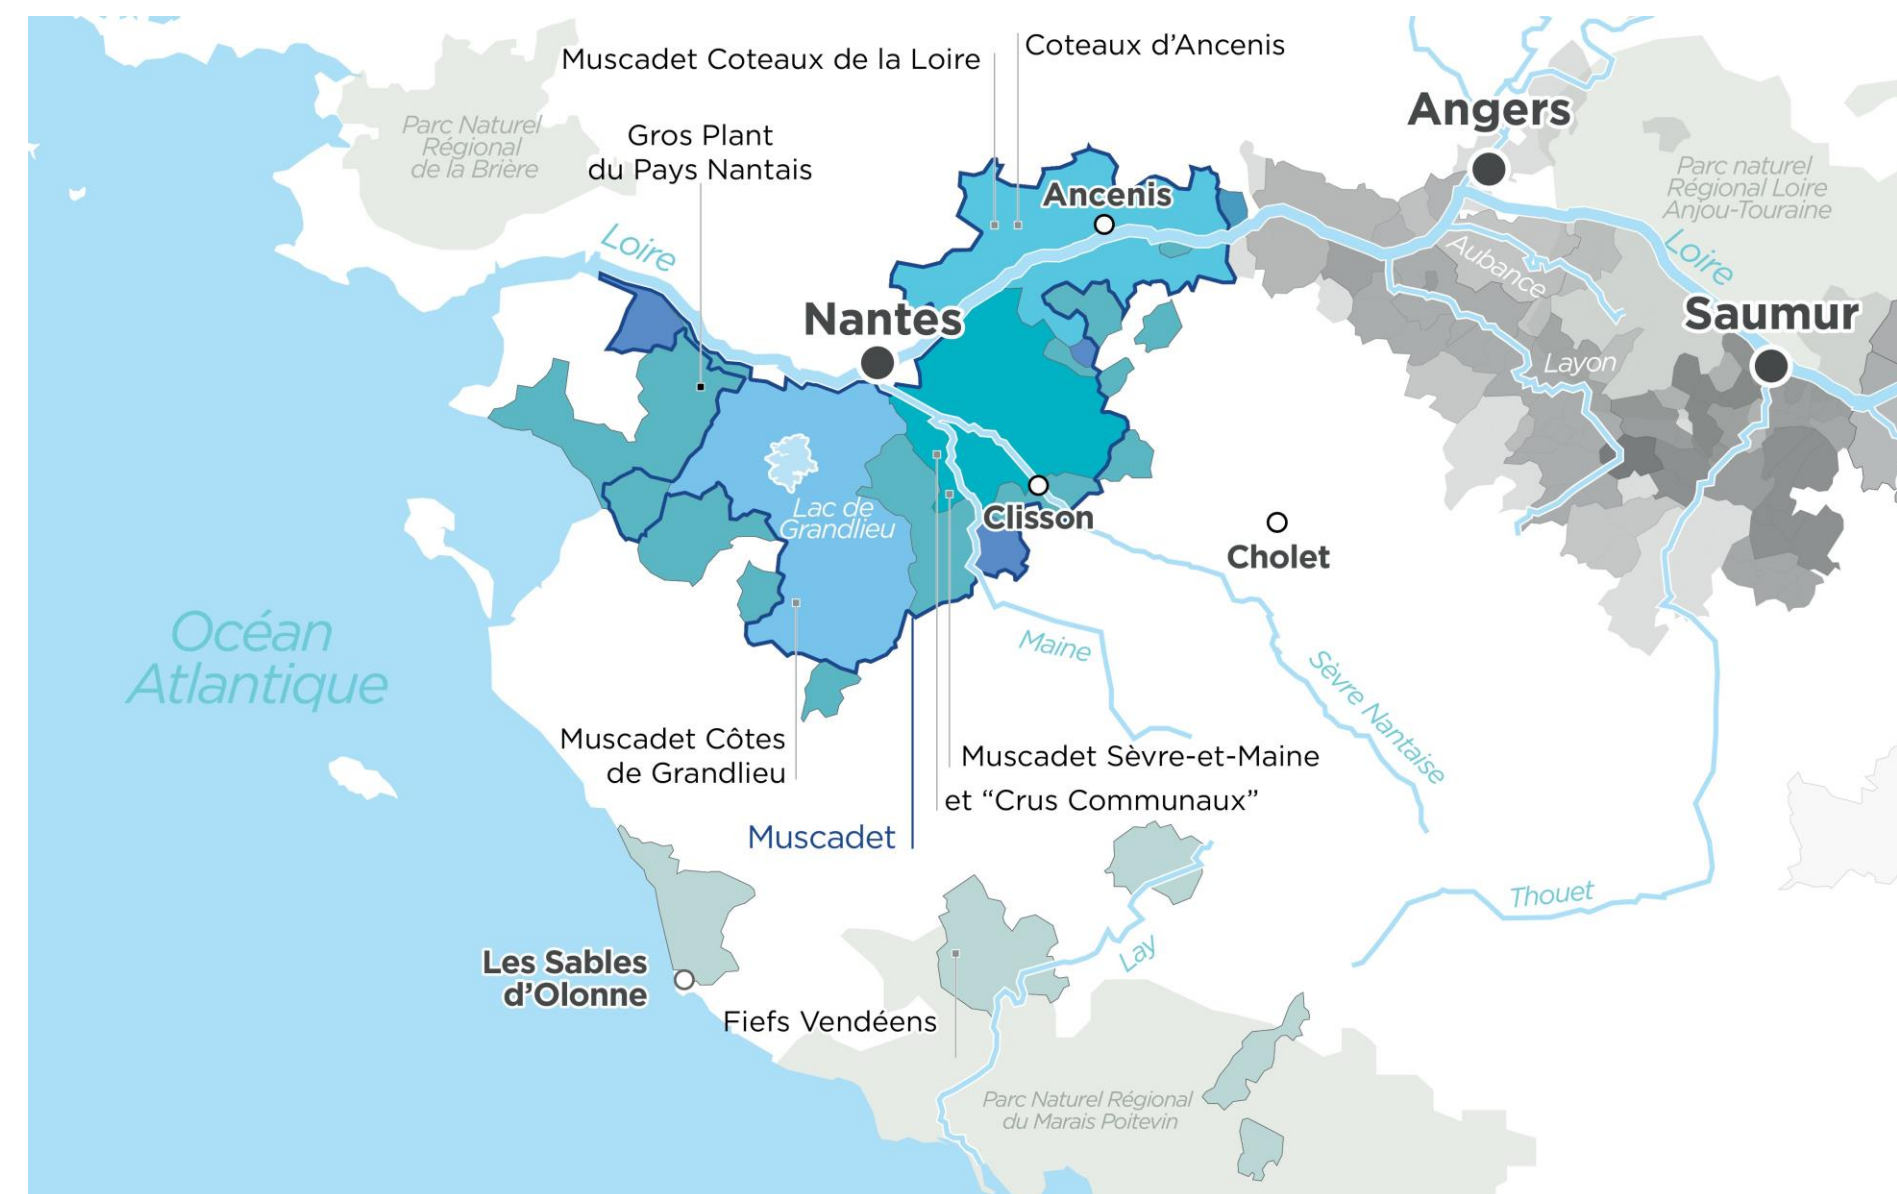 Muscadet Coteaux de la Loire
Coteaux d’Ancenis
Angers
Parc Naturel
Régional
de la Brière
Gros Plant
du Pays Nantais
Parc naturel
Régional Loire
Anjou-Touraine
Ancenis
Loire
Aubance
Loire
Nantes
Saumur
Layon
Lac de
Grandlieu
Clisson
Cholet
Océan
Atlantique
Maine
Sèvre Nantaise
Muscadet Côtes
de Grandlieu
Muscadet Sèvre-et-Maine
et “Crus Communaux”
Muscadet
Thouet
Lay
Les Sables
d’Olonne
Fiefs Vendéens
Parc Naturel Régional
du Marais Poitevin